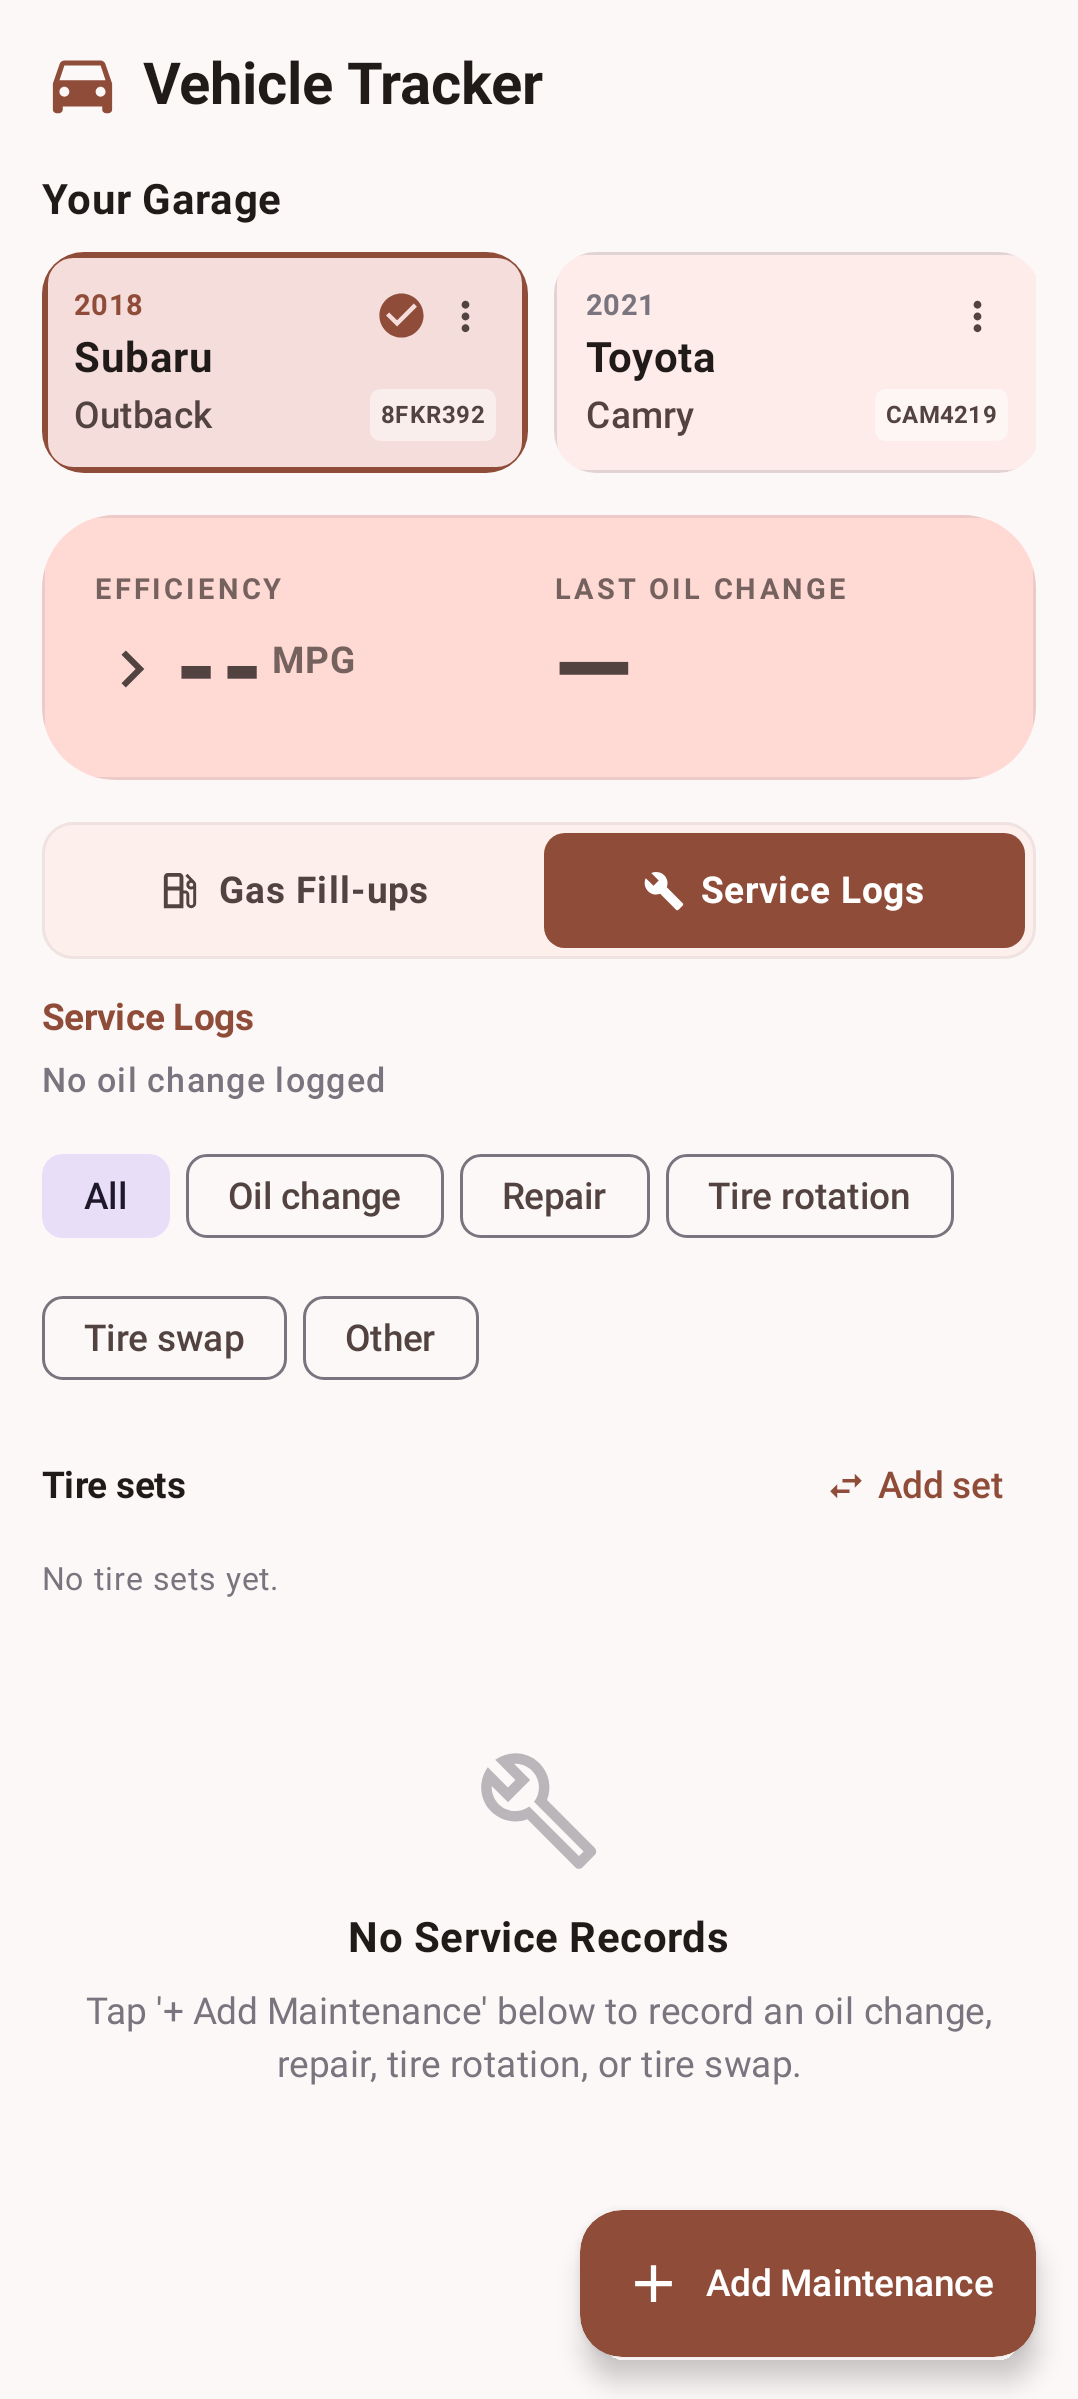 Vehicle Tracker
Your Garage
2018
Subaru
Outback
8FKR392
2021
Toyota
Camry
CAM4219
EFFICIENCY
-- MPG
LAST OIL CHANGE
—
Gas Fill-ups
Service Logs
Service Logs
No oil change logged
All
Oil change
Repair
Tire rotation
Tire swap
Other
Tire sets
Add set
No tire sets yet.
No Service Records
Tap '+ Add Maintenance' below to record an oil change,
repair, tire rotation, or tire swap.
Add Maintenance